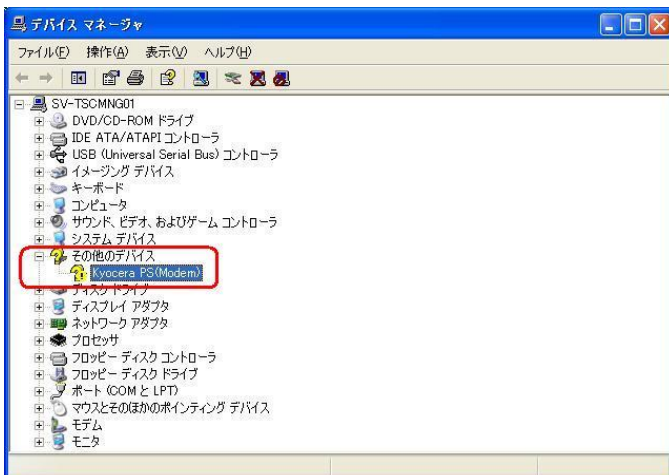 デバイス マネージャ
ファイル(F) 操作(A) 表示(V) ヘルプ(H)
SV-TSCMNG01
DVD/CD-ROM ドライブ
IDE ATA/ATAPI コントローラ
USB (Universal Serial Bus) コントローラ
イメージング デバイス
キーボード
コンピュータ
サウンド、ビデオ、およびゲーム コントローラ
システム デバイス
その他のデバイス
Kyocera PS(Modem)
ディスク ドライブ
ディスプレイ アダプタ
ネットワーク アダプタ
プロセッサ
フロッピー ディスク コントローラ
フロッピー ディスク ドライブ
ポート (COM と LPT)
マウスとそのほかのポインティング デバイス
モデム
モニタ